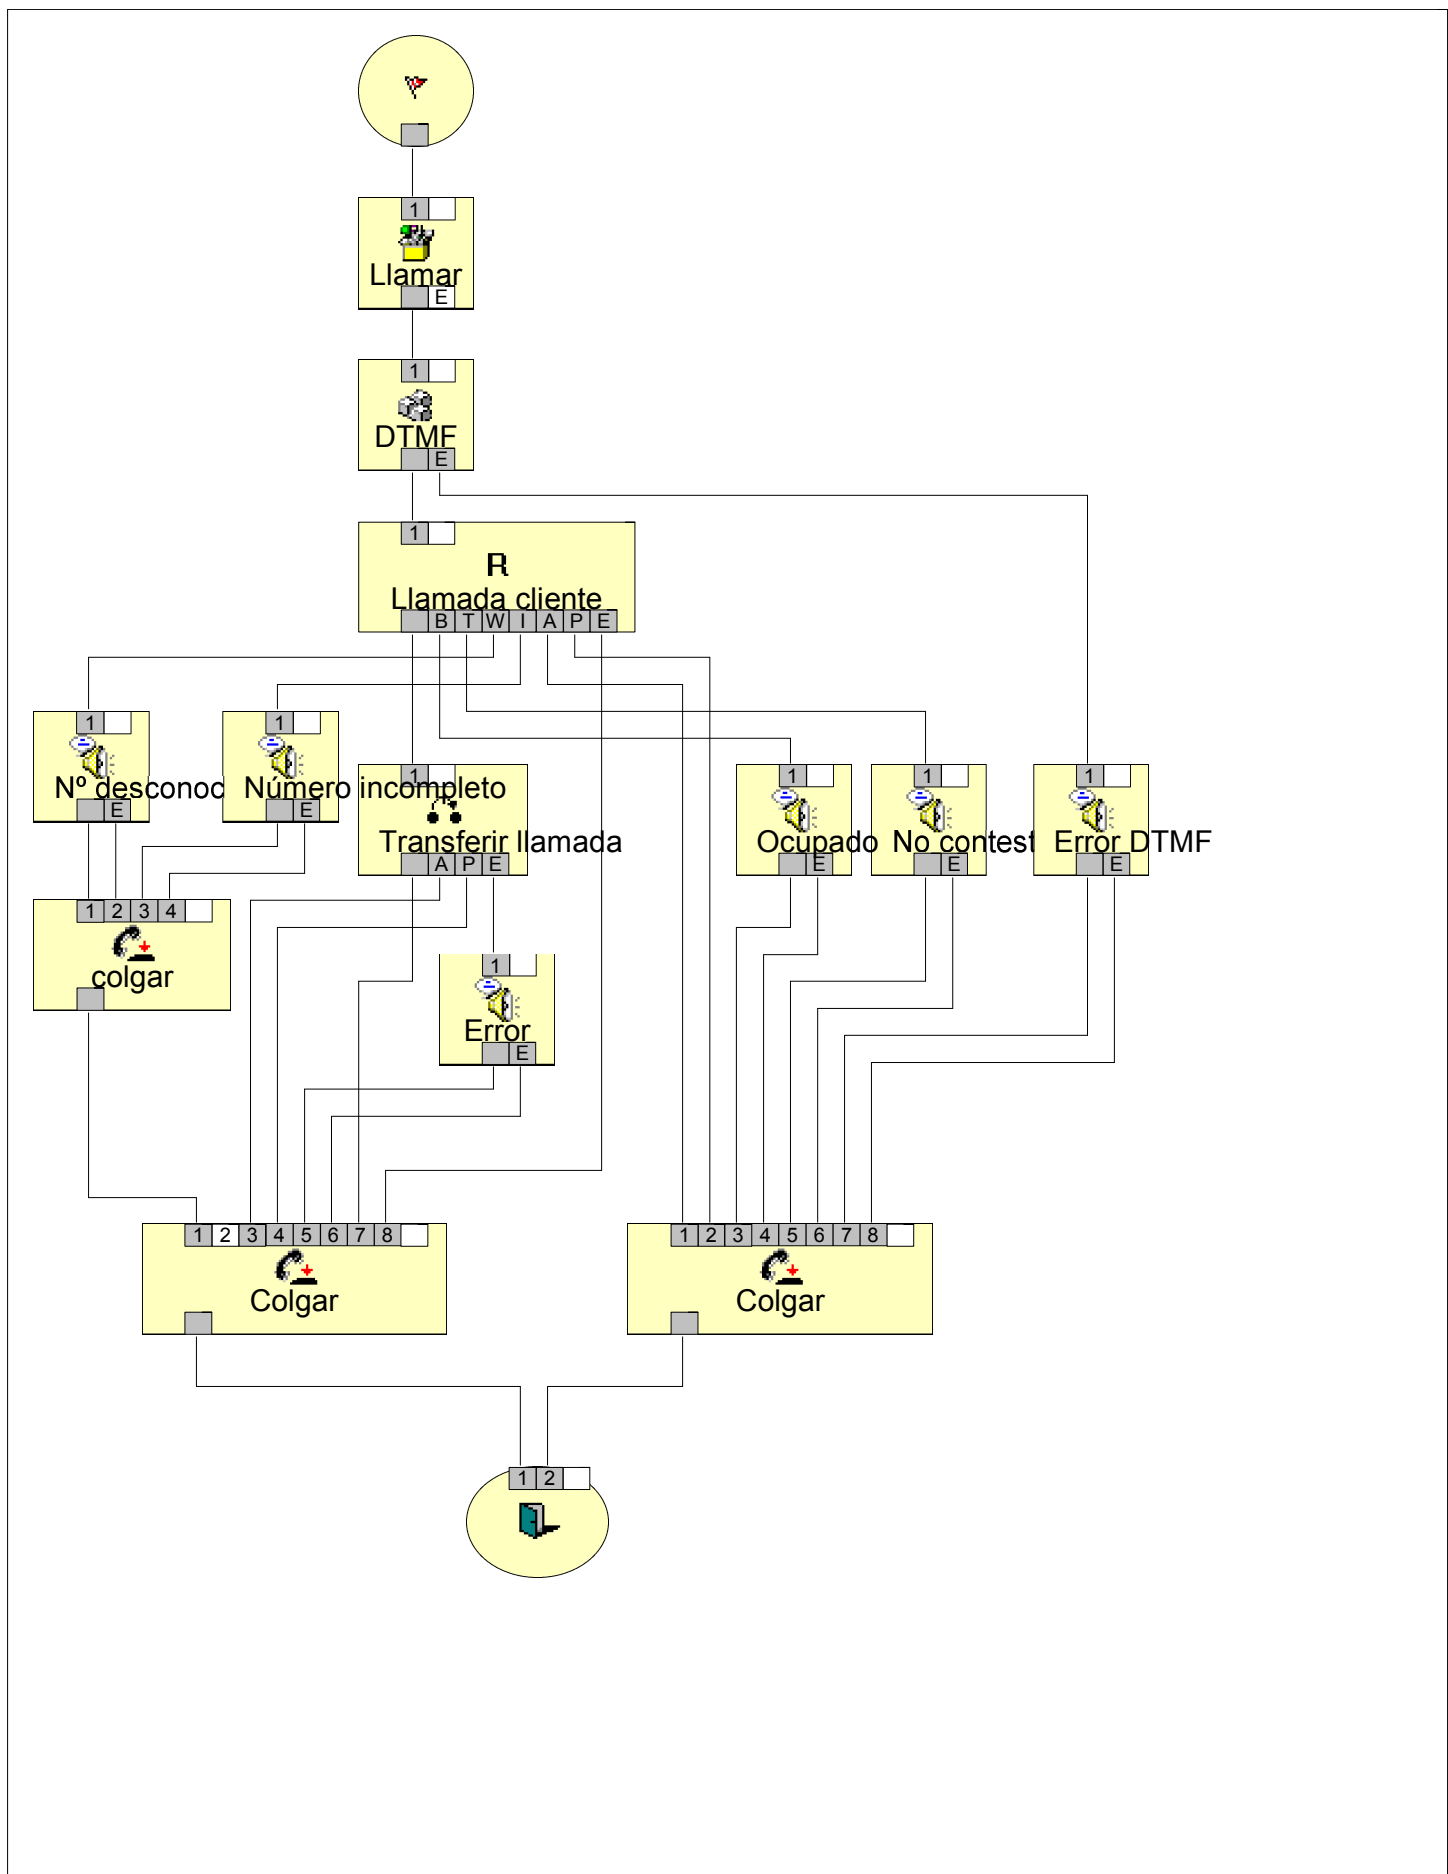 1
Llamar
E
1
DTMF
E
1
R
Llamada cliente
B T W I A P E
1
Nº desconoc
E
1
Número incompleto
E
1
Transferir llamada
A P E
1
Ocupado
E
1
No contest
E
1
Error DTMF
E
1 2 3 4
colgar
1
Error
E
1 2 3 4 5 6 7 8
Colgar
1 2 3 4 5 6 7 8
Colgar
1 2